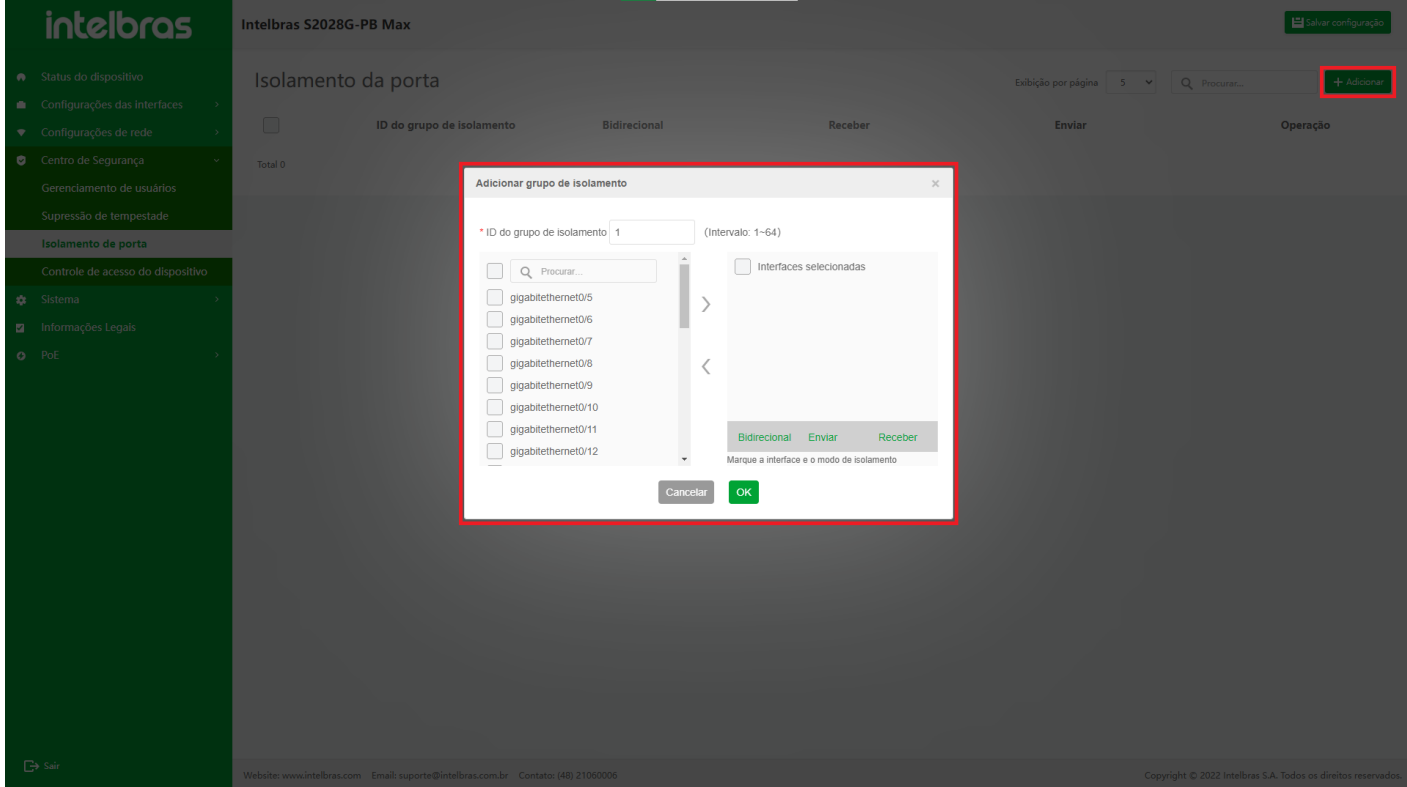 intelbras
Intelbras S2028G-PB Max
Salvar configuração
Status do dispositivo
Configurações das interfaces
Configurações de rede
Centro de Segurança
Gerenciamento de usuários
Supressão de tempestade
Isolamento de porta
Controle de acesso do dispositivo
Sistema
Informações Legais
PoE
Sair
Isolamento da porta
Exibição por página 5 Procurar... + Adicionar
ID do grupo de isolamento Bidirecional Receber Enviar Operação
Total 0
Adicionar grupo de isolamento ×
* ID do grupo de isolamento 1 (Intervalo: 1~64)
Procurar...
gigabitethernet0/5
gigabitethernet0/6
gigabitethernet0/7
gigabitethernet0/8
gigabitethernet0/9
gigabitethernet0/10
gigabitethernet0/11
gigabitethernet0/12
Interfaces selecionadas
Bidirecional Enviar Receber
Marque a interface e o modo de isolamento
Cancelar OK
Website: www.intelbras.com Email: suporte@intelbras.com.br Contato: (48) 21060006
Copyright © 2022 Intelbras S.A. Todos os direitos reservados.